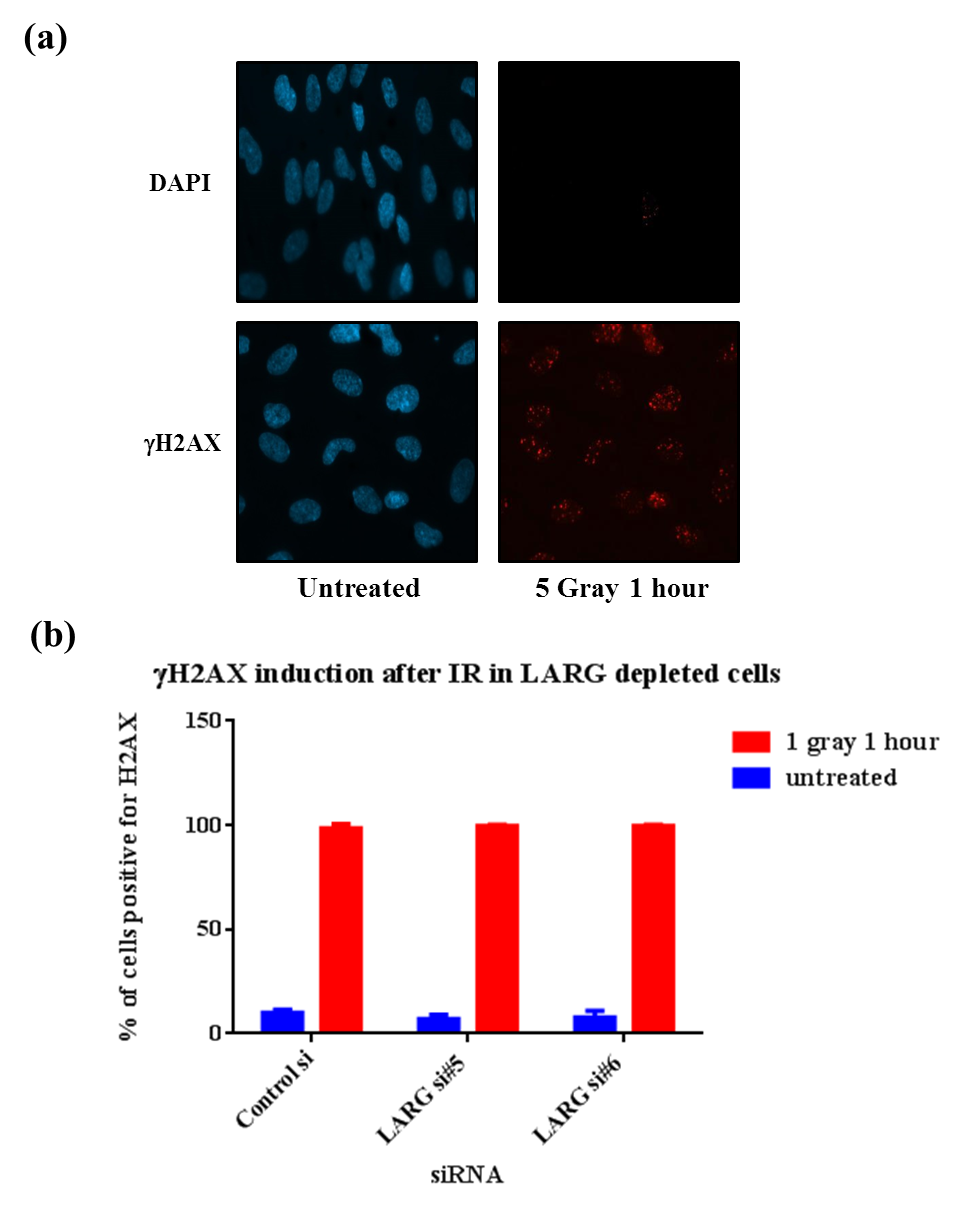 (a)
DAPI
γH2AX
Untreated
5 Gray 1 hour
(b)
γH2AX induction after IR in LARG depleted cells
% of cells positive for H2AX
150
100
50
0
1 gray 1 hour
untreated
Control si
LARG si#5
LARG si#6
siRNA